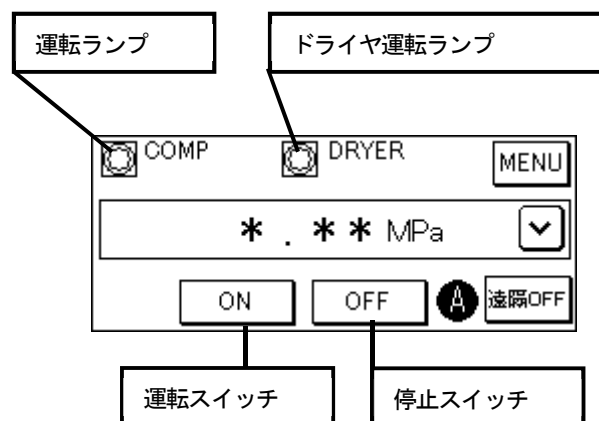 運転ランプ
ドライヤ運転ランプ
COMP
DRYER
MENU
*.** MPa
ON
OFF
A
遠隔OFF
運転スイッチ
停止スイッチ